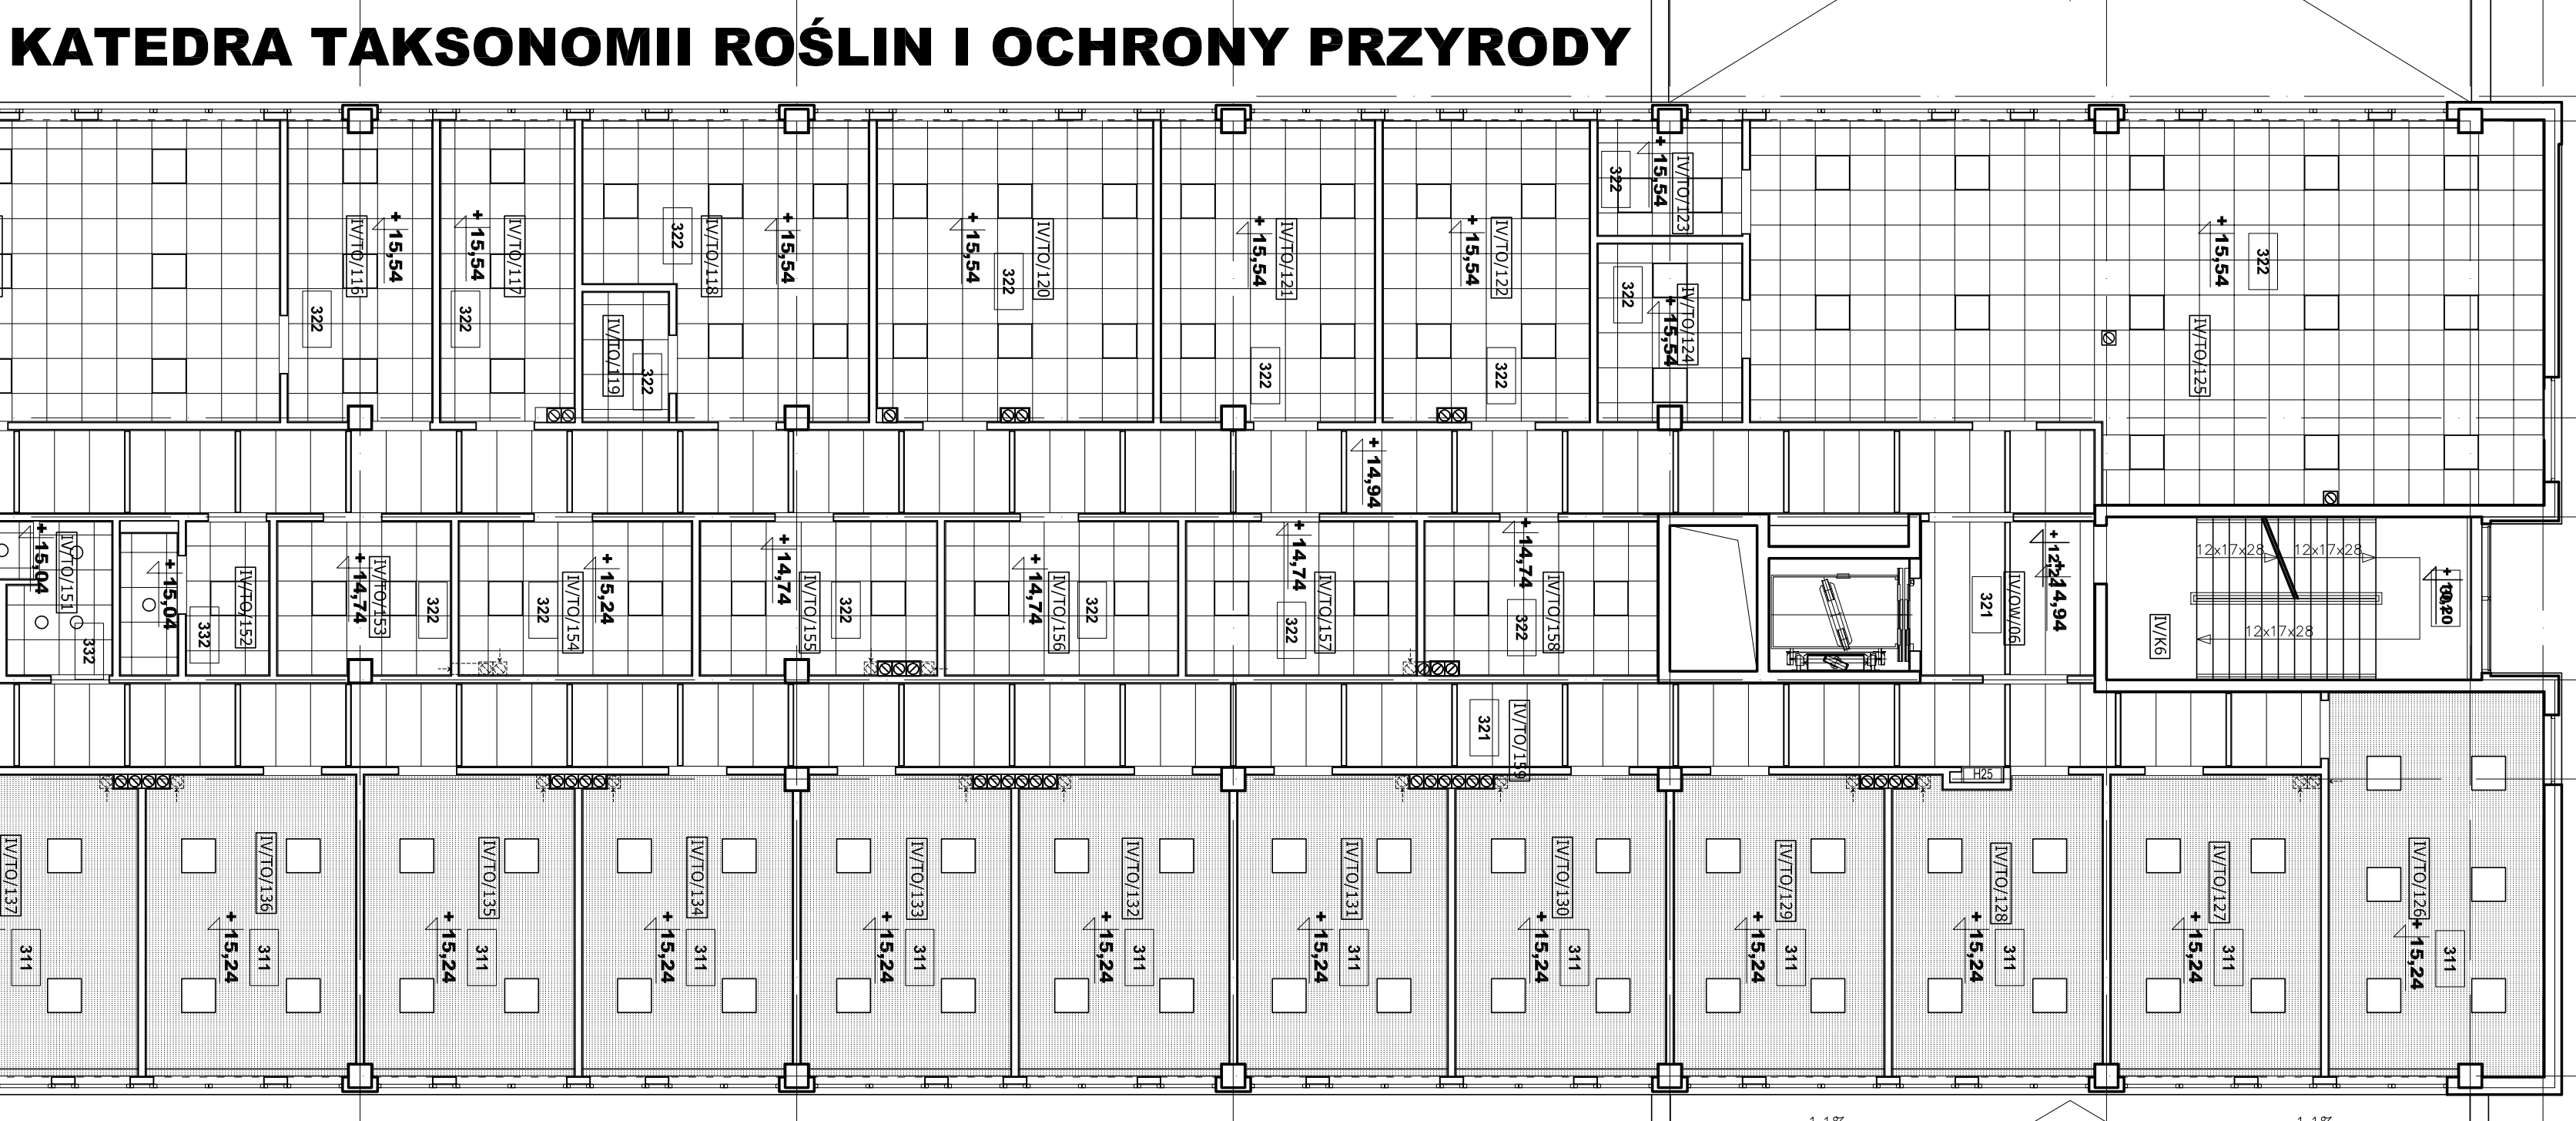 KATEDRA TAKSONOMII ROŚLIN I OCHRONY PRZYRODY
IV/TO/116
+ 15,54
322
IV/TO/117
+ 15,54
322
IV/TO/118
+ 15,54
322
IV/TO/119
322
IV/TO/120
+ 15,54
322
IV/TO/121
+ 15,54
322
IV/TO/122
+ 15,54
322
IV/TO/123
+ 15,54
322
IV/TO/124
+ 15,54
322
IV/TO/125
+ 15,54
322
+ 14,94
IV/TO/151
+ 15,04
332
IV/TO/152
+ 15,04
332
IV/TO/153
+ 14,74
322
IV/TO/154
+ 15,24
322
IV/TO/155
+ 14,74
322
IV/TO/156
+ 14,74
322
IV/TO/157
+ 14,74
322
IV/TO/158
+ 14,74
322
IV/OW/06
+ 14,94
321
IV/K6
12x17x28
12x17x28
12x17x28
IV/TO/159
321
H25
IV/TO/137
311
IV/TO/136
+ 15,24
311
IV/TO/135
+ 15,24
311
IV/TO/134
+ 15,24
311
IV/TO/133
+ 15,24
311
IV/TO/132
+ 15,24
311
IV/TO/131
+ 15,24
311
IV/TO/130
+ 15,24
311
IV/TO/129
+ 15,24
311
IV/TO/128
+ 15,24
311
IV/TO/127
+ 15,24
311
IV/TO/126
+ 15,24
311